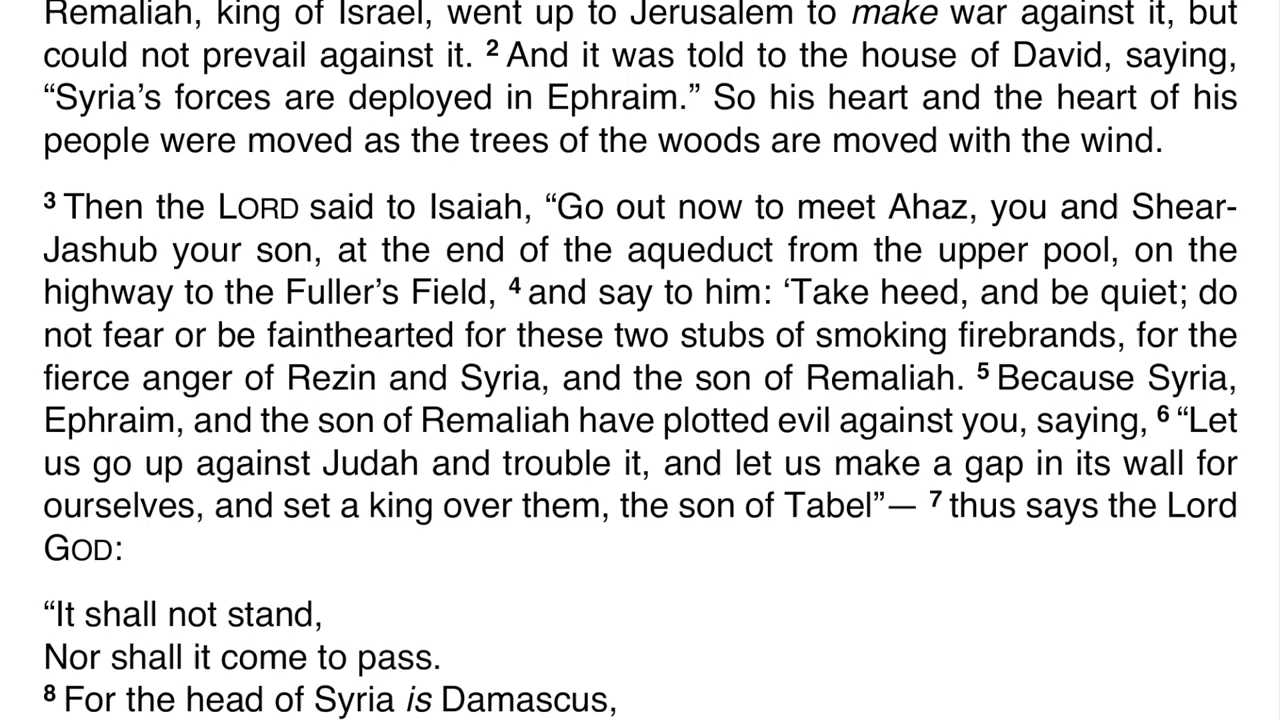 Remaliah, king of Israel, went up to Jerusalem to make war against it, but
could not prevail against it. 2 And it was told to the house of David, saying,
“Syria’s forces are deployed in Ephraim.” So his heart and the heart of his
people were moved as the trees of the woods are moved with the wind.
3 Then the LORD said to Isaiah, “Go out now to meet Ahaz, you and Shear-
Jashub your son, at the end of the aqueduct from the upper pool, on the
highway to the Fuller’s Field, 4 and say to him: ‘Take heed, and be quiet; do
not fear or be fainthearted for these two stubs of smoking firebrands, for the
fierce anger of Rezin and Syria, and the son of Remaliah. 5 Because Syria,
Ephraim, and the son of Remaliah have plotted evil against you, saying, 6 “Let
us go up against Judah and trouble it, and let us make a gap in its wall for
ourselves, and set a king over them, the son of Tabel”— 7 thus says the Lord
GOD:
“It shall not stand,
Nor shall it come to pass.
8 For the head of Syria is Damascus,